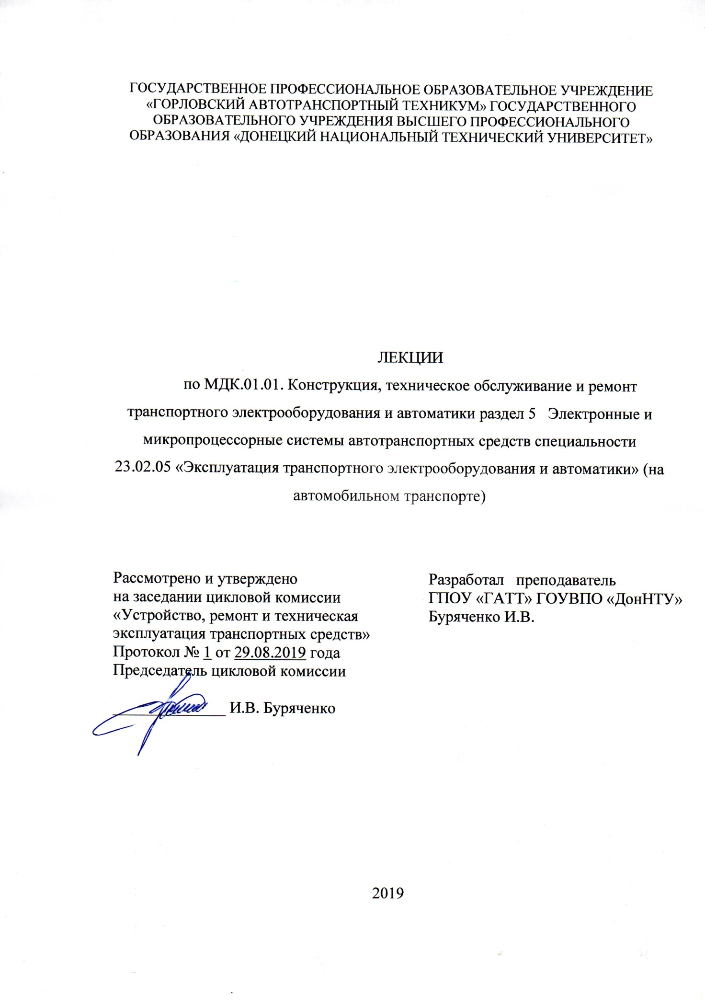 ГОСУДАРСТВЕННОЕ ПРОФЕССИОНАЛЬНОЕ ОБРАЗОВАТЕЛЬНОЕ УЧРЕЖДЕНИЕ
«ГОРЛОВСКИЙ АВТОТРАНСПОРТНЫЙ ТЕХНИКУМ» ГОСУДАРСТВЕННОГО
ОБРАЗОВАТЕЛЬНОГО УЧРЕЖДЕНИЯ ВЫСШЕГО ПРОФЕССИОНАЛЬНОГО
ОБРАЗОВАНИЯ «ДОНЕЦКИЙ НАЦИОНАЛЬНЫЙ ТЕХНИЧЕСКИЙ УНИВЕРСИТЕТ»
ЛЕКЦИИ
по МДК.01.01. Конструкция, техническое обслуживание и ремонт
транспортного электрооборудования и автоматики раздел 5 Электронные и
микропроцессорные системы автотранспортных средств специальности
23.02.05 «Эксплуатация транспортного электрооборудования и автоматики» (на
автомобильном транспорте)
Рассмотрено и утверждено
на заседании цикловой комиссии
«Устройство, ремонт и техническая
эксплуатация транспортных средств»
Протокол № 1 от 29.08.2019 года
Председатель цикловой комиссии
И.В. Буряченко
Разработал преподаватель
ГПОУ «ГАТТ» ГОУВПО «ДонНТУ»
Буряченко И.В.
2019